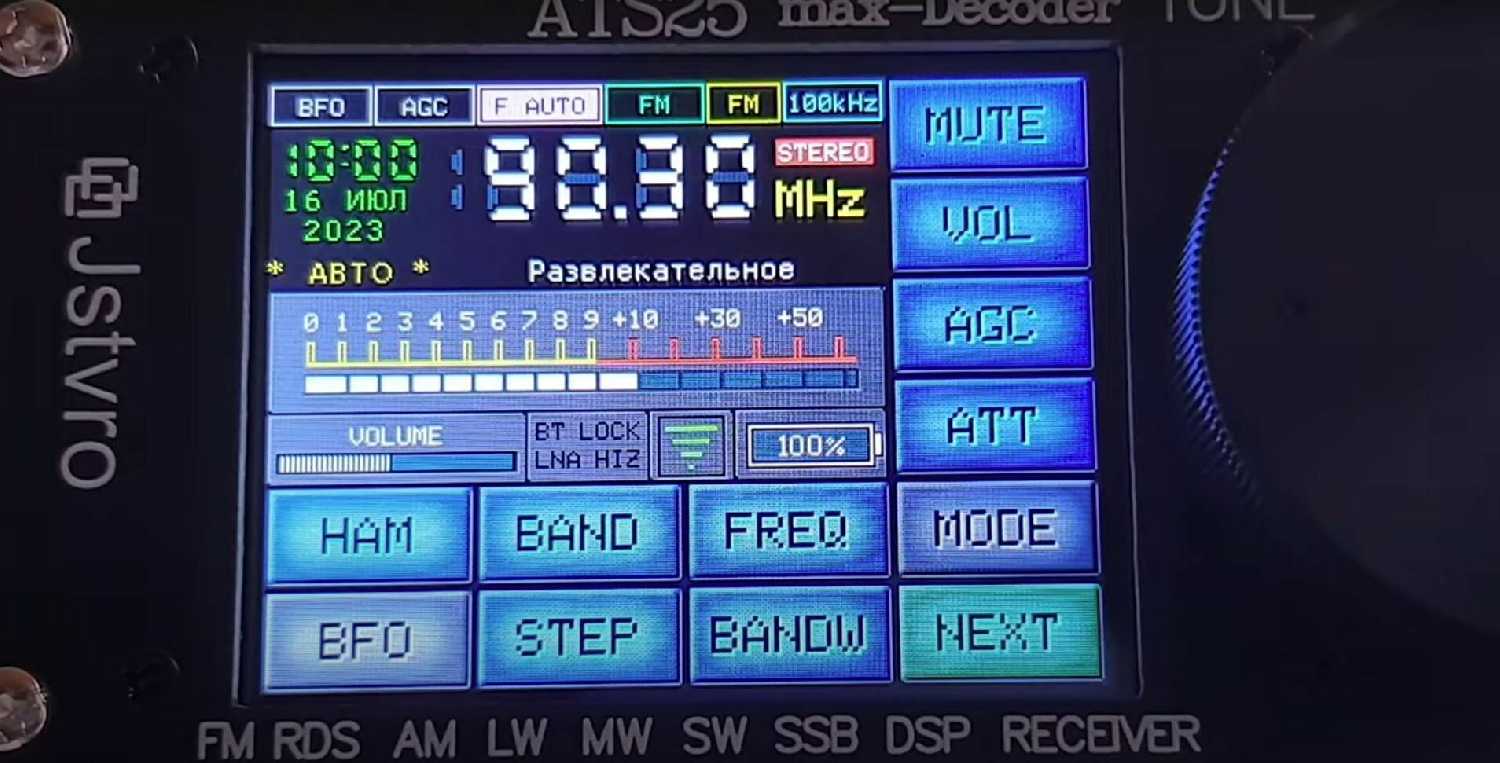 ATS25 max-Decoder TUNE
Jstvro
BFO AGC F AUTO FM FM 100kHz
10:00 90.30 STEREO
MHz
16 ИЮЛ
2023
* АВТО * Развлекательное
0 1 2 3 4 5 6 7 8 9 +10 +30 +50
VOLUME BT LOCK
LNA HIZ
100%
MUTE
VOL
AGC
ATT
HAM BAND FREQ MODE
BFO STEP BANDW NEXT
FM RDS AM LW MW SW SSB DSP RECEIVER